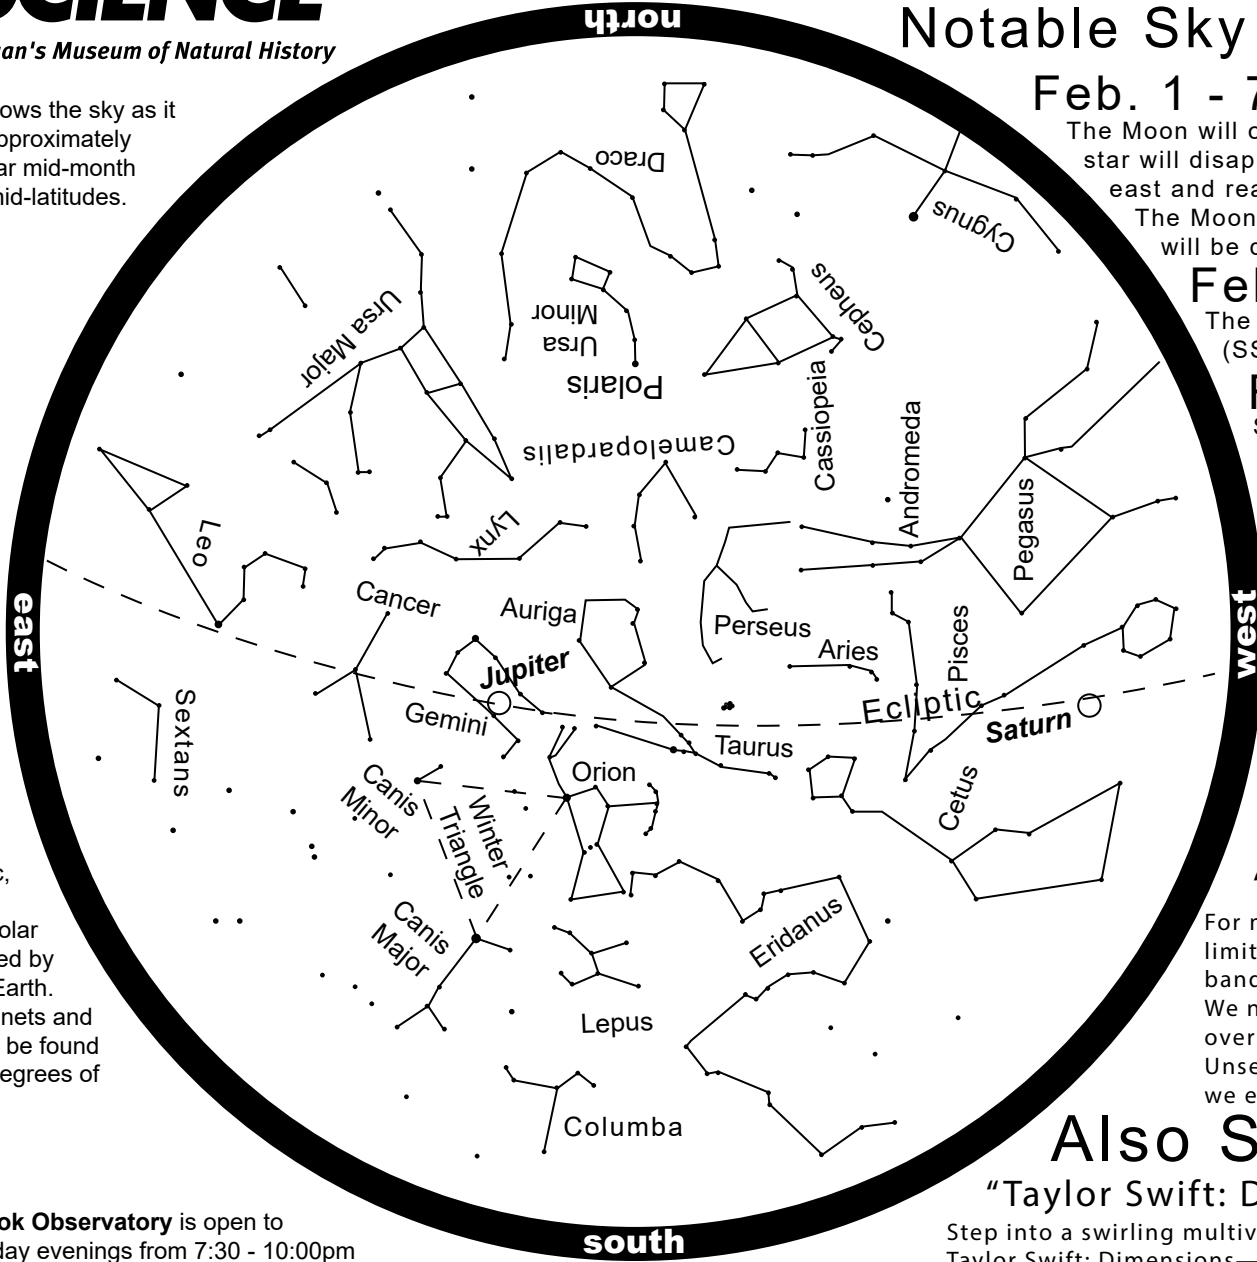 SCIENCE
an's Museum of Natural History
ows the sky as it
pproximately
ar mid-month
id-latitudes.
north
Notable Sky
Feb. 1 - 7
The Moon will
star will disap
east and rea
The Moon
will be
Fe
The
(SS
Draco
Cygnus
Ursa Major
Ursa
Minor
Polaris
Cepheus
Cassiopeia
Camelopardalis
Andromeda
Pegasus
Lynx
Leo
Cancer
Auriga
Perseus
Aries
Pisces
east
west
Jupiter
Gemini
Ecliptic
Saturn
Sextans
Taurus
Orion
Canis
Minor
Winter
Triangle
Cetus
Canis
Major
Eridanus
Lepus
Columba
south
c,
olar
ed by
Earth.
nets and
be found
egrees of
ok Observatory is open to
day evenings from 7:30 - 10:00pm
For
limit
band
We
over
Unse
we e
Also S
“Taylor Swift: D
Step into a swirling multiv
Taylor Swift: Dimensions—